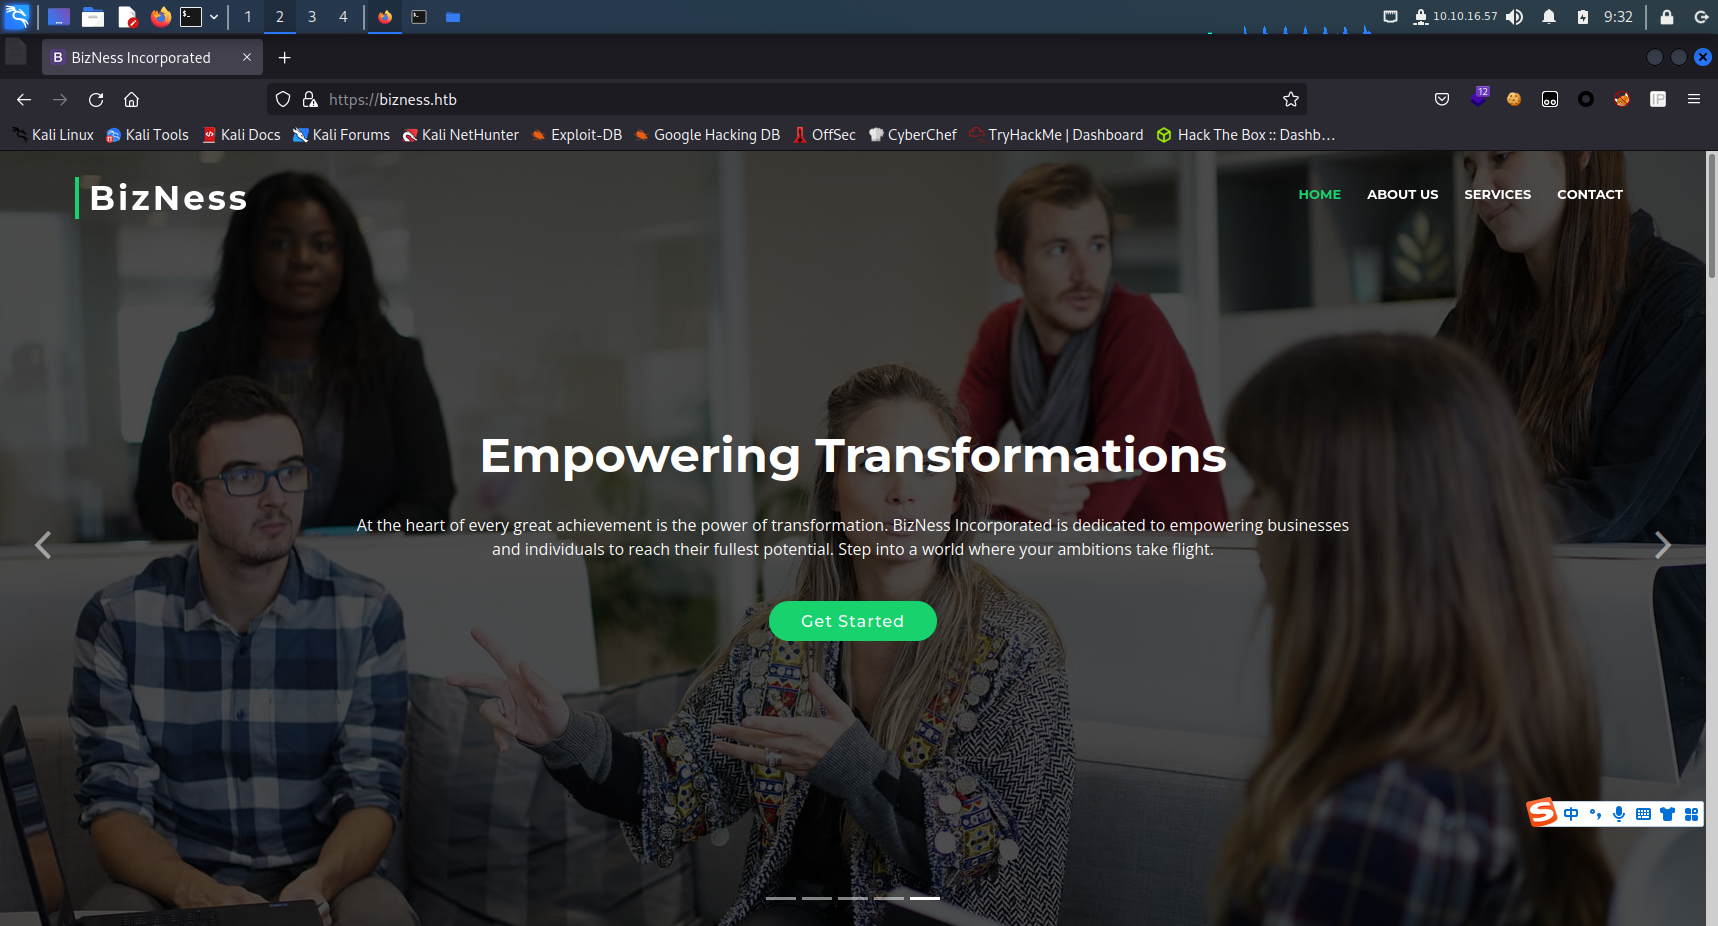 1 2 3 4 10.10.16.57 9:32
B BizNess Incorporated
https://bizness.htb 12 IP
Kali Linux Kali Tools Kali Docs Kali Forums Kali NetHunter Exploit-DB Google Hacking DB OffSec CyberChef TryHackMe | Dashboard Hack The Box :: Dashb…
BizNess HOME ABOUT US SERVICES CONTACT
Empowering Transformations
At the heart of every great achievement is the power of transformation. BizNess Incorporated is dedicated to empowering businesses
and individuals to reach their fullest potential. Step into a world where your ambitions take flight.
Get Started
S 中